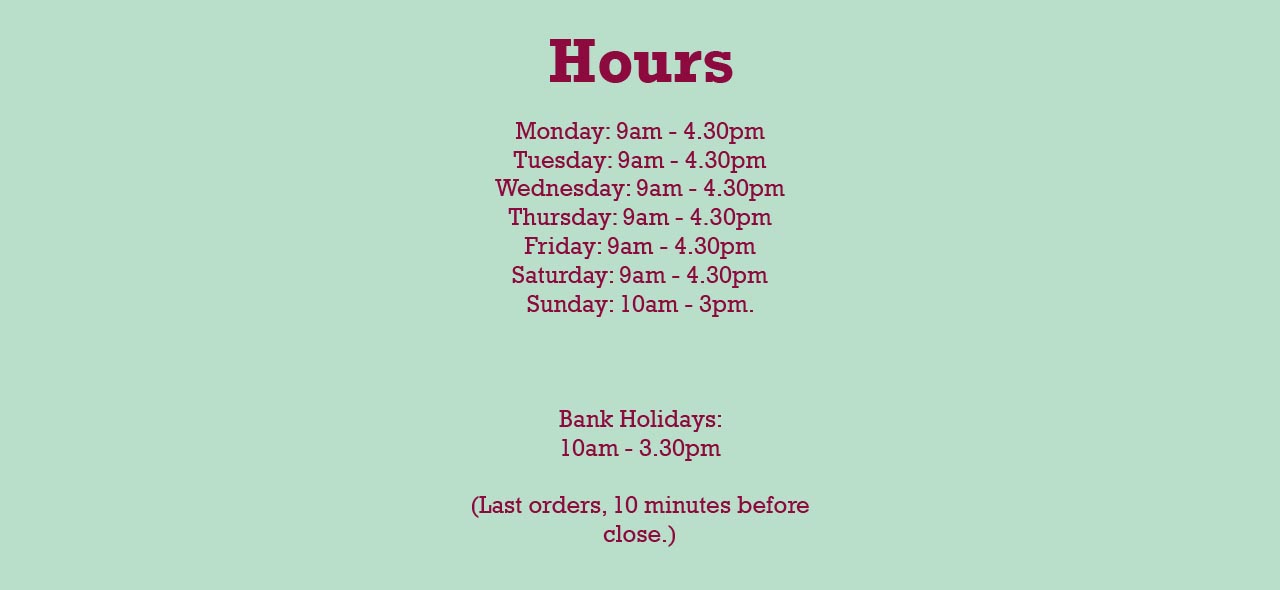 Hours
Monday: 9am - 4.30pm
Tuesday: 9am - 4.30pm
Wednesday: 9am - 4.30pm
Thursday: 9am - 4.30pm
Friday: 9am - 4.30pm
Saturday: 9am - 4.30pm
Sunday: 10am - 3pm.
Bank Holidays:
10am - 3.30pm
(Last orders, 10 minutes before
close.)